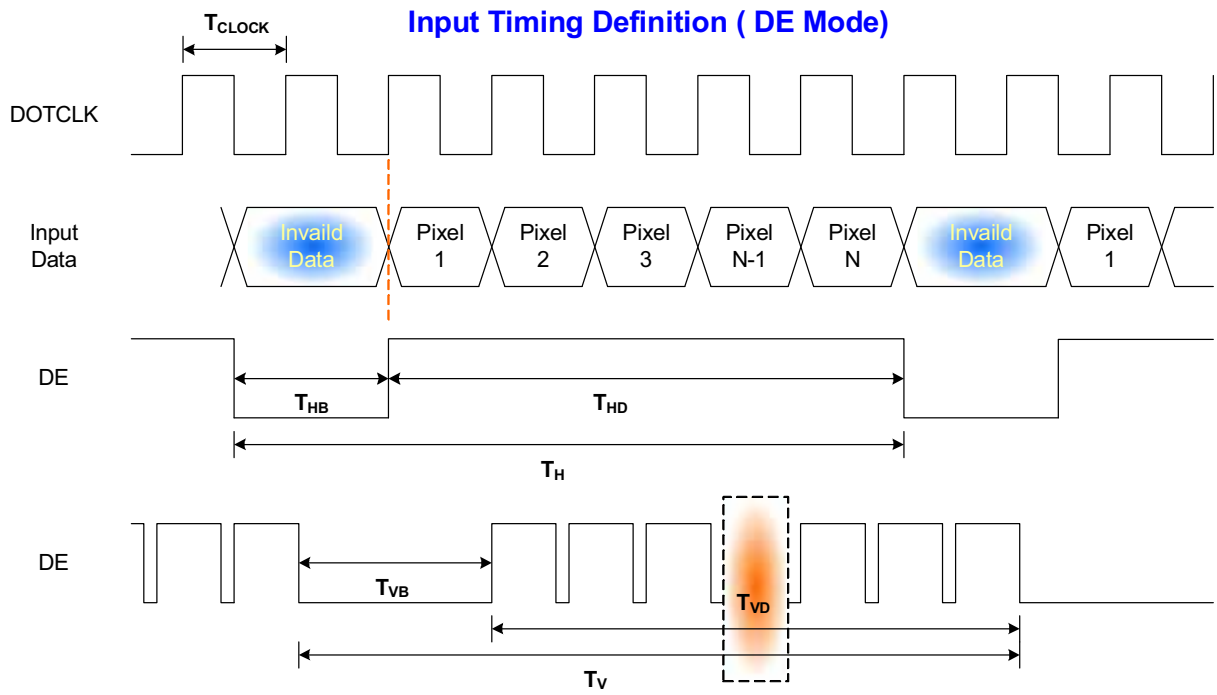 Input Timing Definition ( DE Mode)
TCLOCK
DOTCLK
Input
Data
Invaild
Data
Pixel
1
Pixel
2
Pixel
3
Pixel
N-1
Pixel
N
Invaild
Data
Pixel
1
DE
THB
THD
TH
DE
TVB
TVD
TV